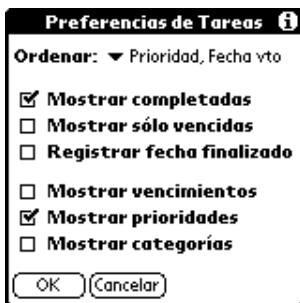 Preferencias de Tareas
Ordenar: Prioridad, Fecha vto
Mostrar completadas
Mostrar sólo vencidas
Registrar fecha finalizado
Mostrar vencimientos
Mostrar prioridades
Mostrar categorías
OK Cancelar